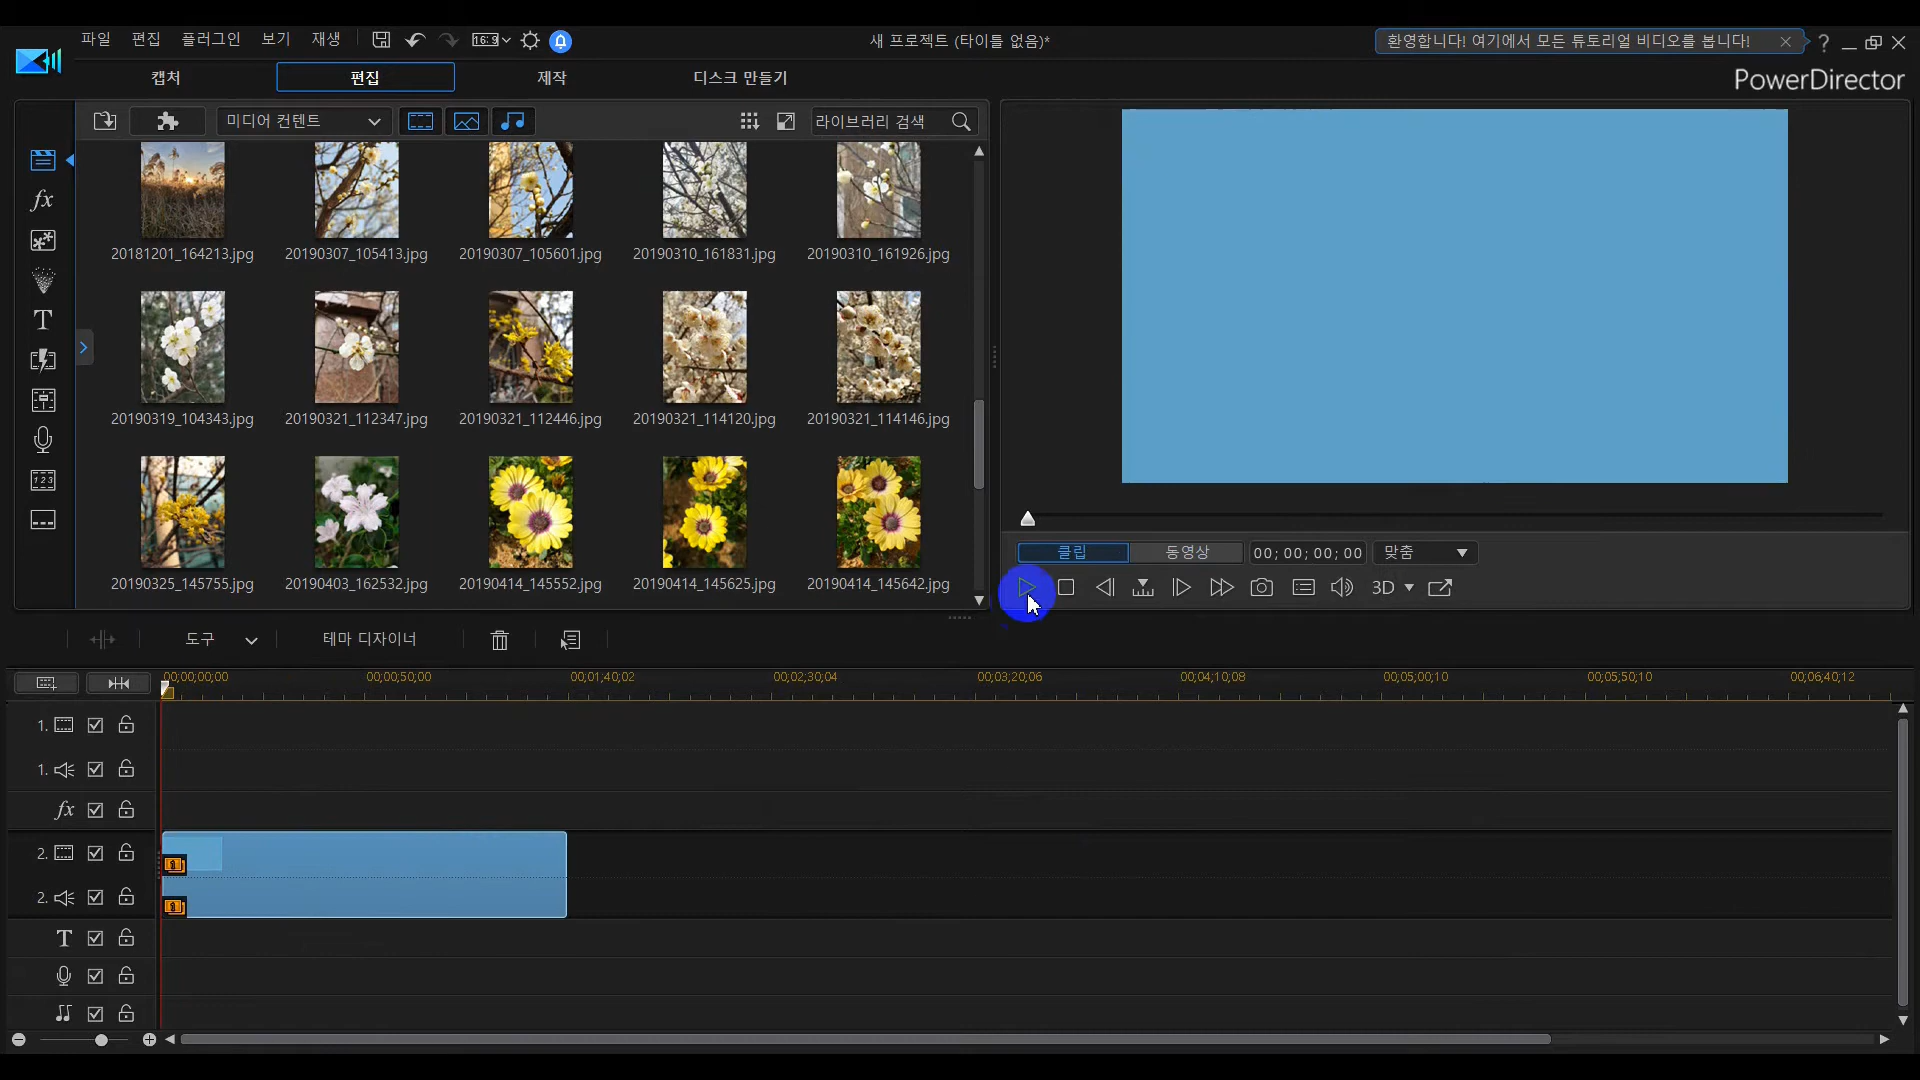 파일 편집 플러그인 보기 재생 16:9 새 프로젝트 (타이틀 없음)* 환영합니다! 여기에서 모든 튜토리얼 비디오를 봅니다! ?
캡처 편집 제작 디스크 만들기 PowerDirector
미디어 컨텐트 라이브러리 검색
20181201_164213.jpg 20190307_105413.jpg 20190307_105601.jpg 20190310_161831.jpg 20190310_161926.jpg
20190319_104343.jpg 20190321_112347.jpg 20190321_112446.jpg 20190321_114120.jpg 20190321_114146.jpg
20190325_145755.jpg 20190403_162532.jpg 20190414_145552.jpg 20190414_145625.jpg 20190414_145642.jpg
fx
T
123
클립 동영상 00; 00; 00; 00 맞춤
3D
도구 테마 디자이너
00;00;00;00 00;00;50;00 00;01;40;02 00;02;30;04 00;03;20;06 00;04;10;08 00;05;00;10 00;05;50;10 00;06;40;12
1.
1.
fx
2.
2.
T